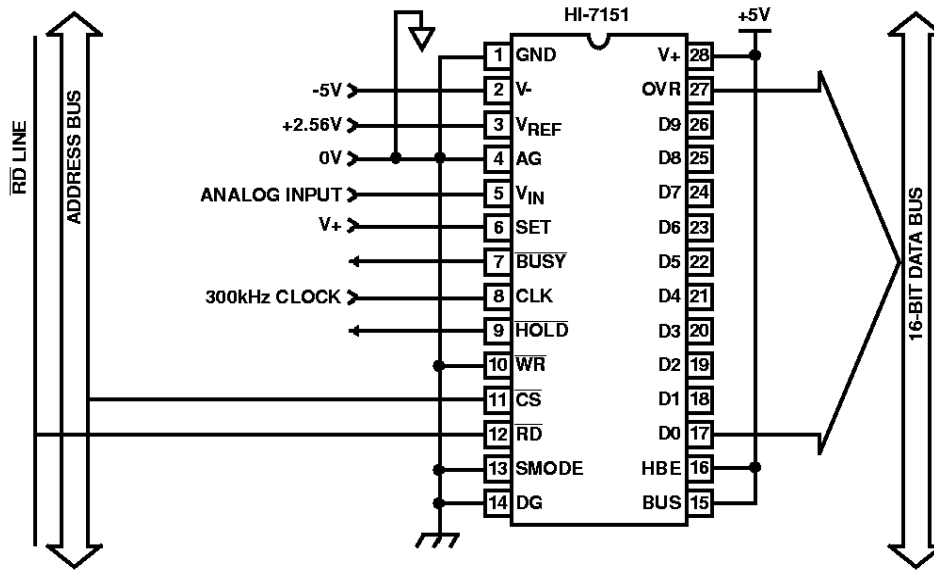 HI-7151
+5V
1 GND
V+ 28
-5V
2 V-
OVR 27
+2.56V
3 VREF
D9 26
0V
4 AG
D8 25
ANALOG INPUT
5 VIN
D7 24
V+
6 SET
D6 23
7 BUSY
D5 22
300kHz CLOCK
8 CLK
D4 21
9 HOLD
D3 20
10 WR
D2 19
11 CS
D1 18
12 RD
D0 17
13 SMODE
HBE 16
14 DG
BUS 15
RD LINE
ADDRESS BUS
16-BIT DATA BUS